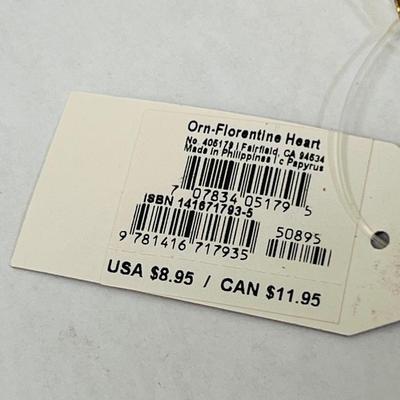 Orn-Florentine Heart
No. 405179 | Fairfield, CA 94534
Made in Philippines | c Papyrus
7 07834 05179 5
ISBN 141671793-5
50895
9 781416 717935
USA $8.95 / CAN $11.95